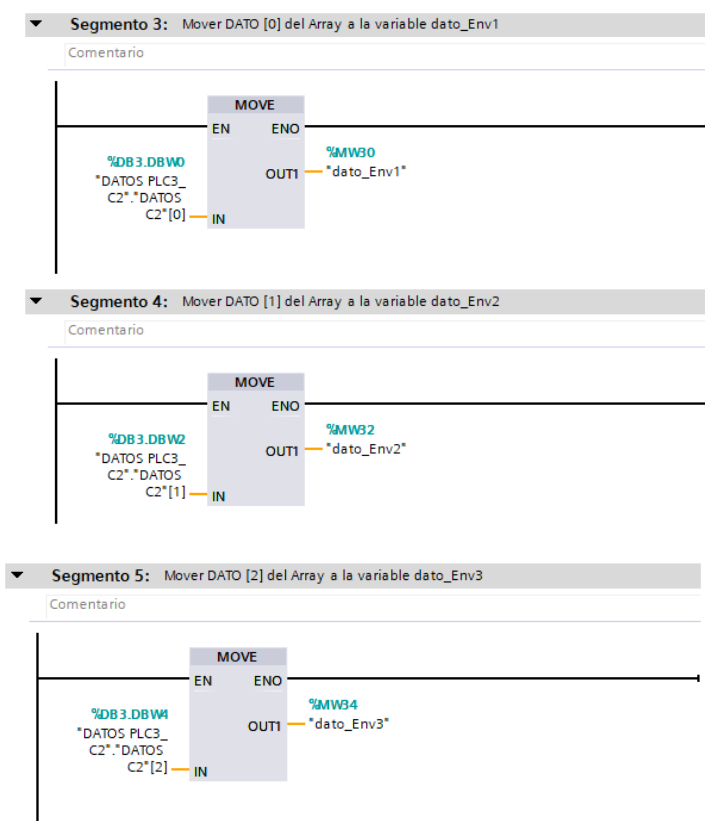 Segmento 3: Mover DATO [0] del Array a la variable dato_Env1
Comentario
MOVE
EN ENO
%DB3.DBW0
"DATOS PLC3_
C2"."DATOS
C2"[0]
IN
%MW30
OUT1
"dato_Env1"
Segmento 4: Mover DATO [1] del Array a la variable dato_Env2
Comentario
MOVE
EN ENO
%DB3.DBW2
"DATOS PLC3_
C2"."DATOS
C2"[1]
IN
%MW32
OUT1
"dato_Env2"
Segmento 5: Mover DATO [2] del Array a la variable dato_Env3
Comentario
MOVE
EN ENO
%DB3.DBW4
"DATOS PLC3_
C2"."DATOS
C2"[2]
IN
%MW34
OUT1
"dato_Env3"